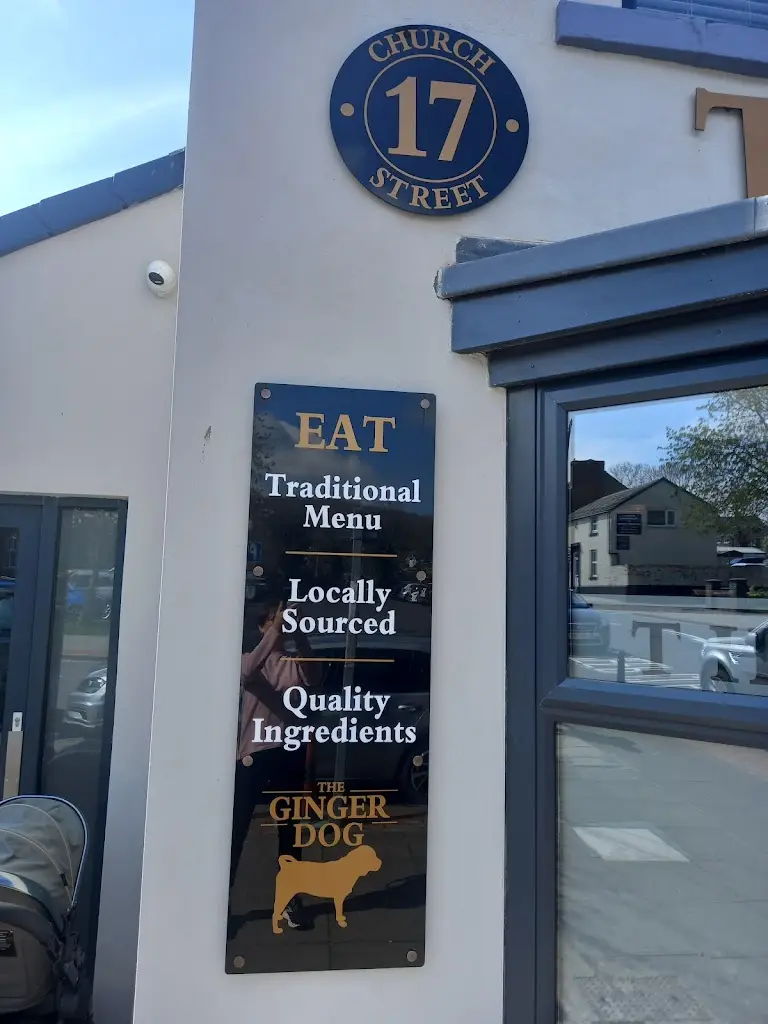 CHURCH
17
STREET
T
EAT
Traditional
Menu
Locally
Sourced
Quality
Ingredients
THE
GINGER
DOG